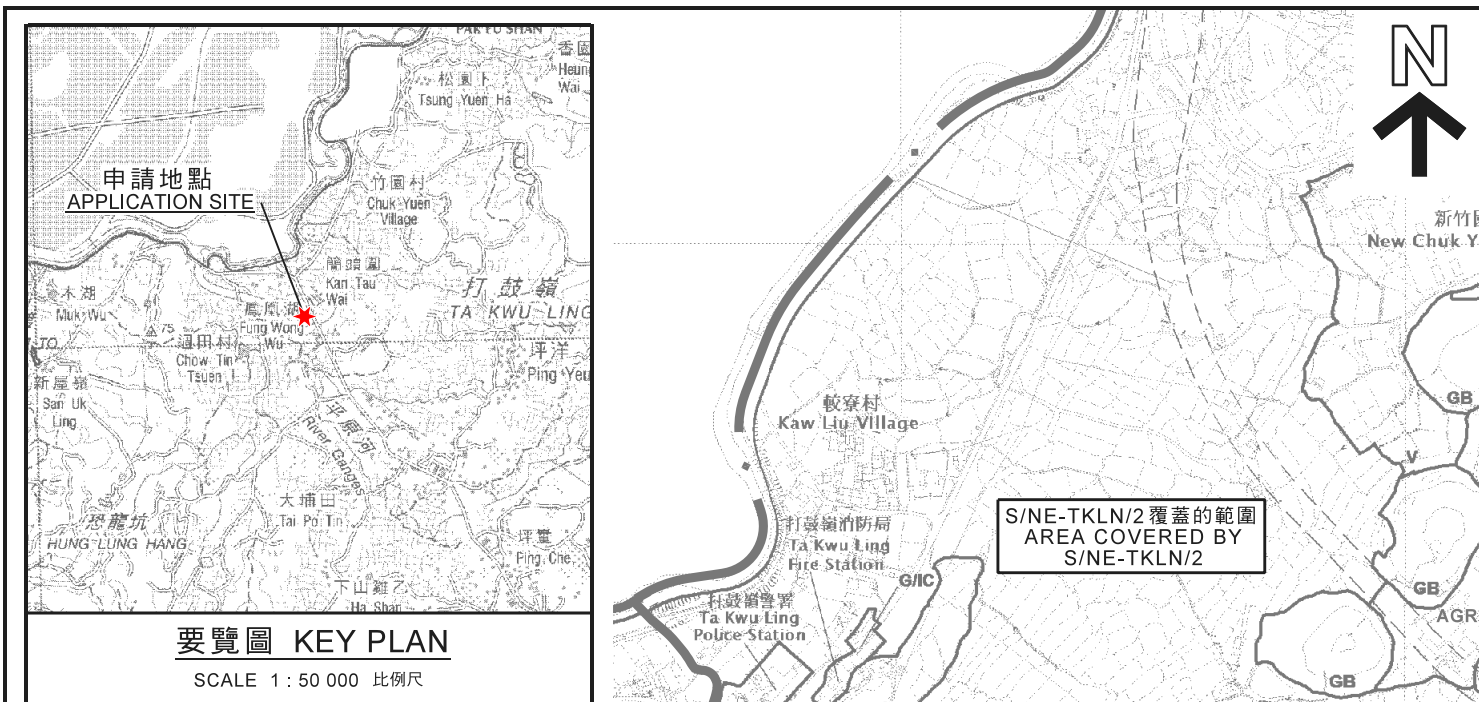 PAK FU SHAN
香園
Heung
Wai
松園下
Tsung Yuen Ha
申請地點
APPLICATION SITE
竹園村
Chuk Yuen
Village
簡頭圍
Kan Tau
Wai
打鼓嶺
TA KWU LING
木湖
Muk Wu
鳳凰湖
Fung Wong
Wu
75
週田村
Chow Tin
Tsuen
TO
坪洋
Ping Yeu
新屋嶺
San Uk
Ling
平原河
River Ganges
大埔田
Tai Po Tin
恐龍坑
HUNG LUNG HANG
坪輋
Ping Che
下山雞乙
Ha Shan
要覽圖 KEY PLAN
SCALE 1 : 50 000 比例尺
N
新竹園
New Chuk Y
較寮村
Kaw Liu Village
GB
V
S/NE-TKLN/2 覆蓋的範圍
AREA COVERED BY
S/NE-TKLN/2
打鼓嶺消防局
Ta Kwu Ling
Fire Station
G/IC
打鼓嶺警署
Ta Kwu Ling
Police Station
GB
AGR
GB